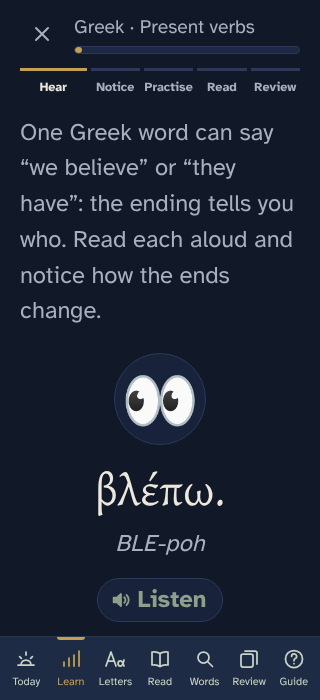 Greek · Present verbs
Hear Notice Practise Read Review
One Greek word can say
“we believe” or “they
have”: the ending tells you
who. Read each aloud and
notice how the ends
change.
βλέπω.
BLE-poh
Listen
Aα
Today Learn Letters Read Words Review Guide